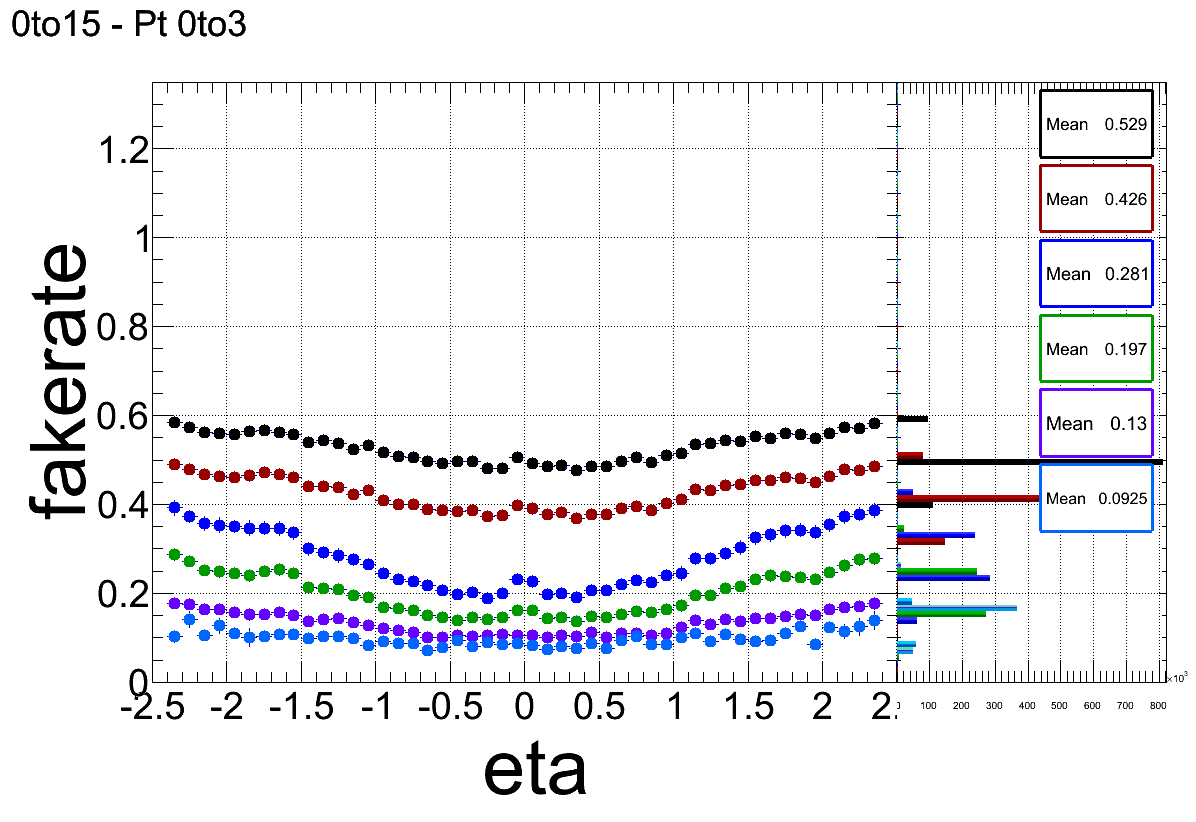 0to15 - Pt 0to3
fakerate
1.2
1
0.8
0.6
0.4
0.2
0
-2.5 -2 -1.5 -1 -0.5 0 0.5 1 1.5 2 2.
eta
Mean 0.529
Mean 0.426
Mean 0.281
Mean 0.197
Mean 0.13
Mean 0.0925
×10³
100 200 300 400 500 600 700 800